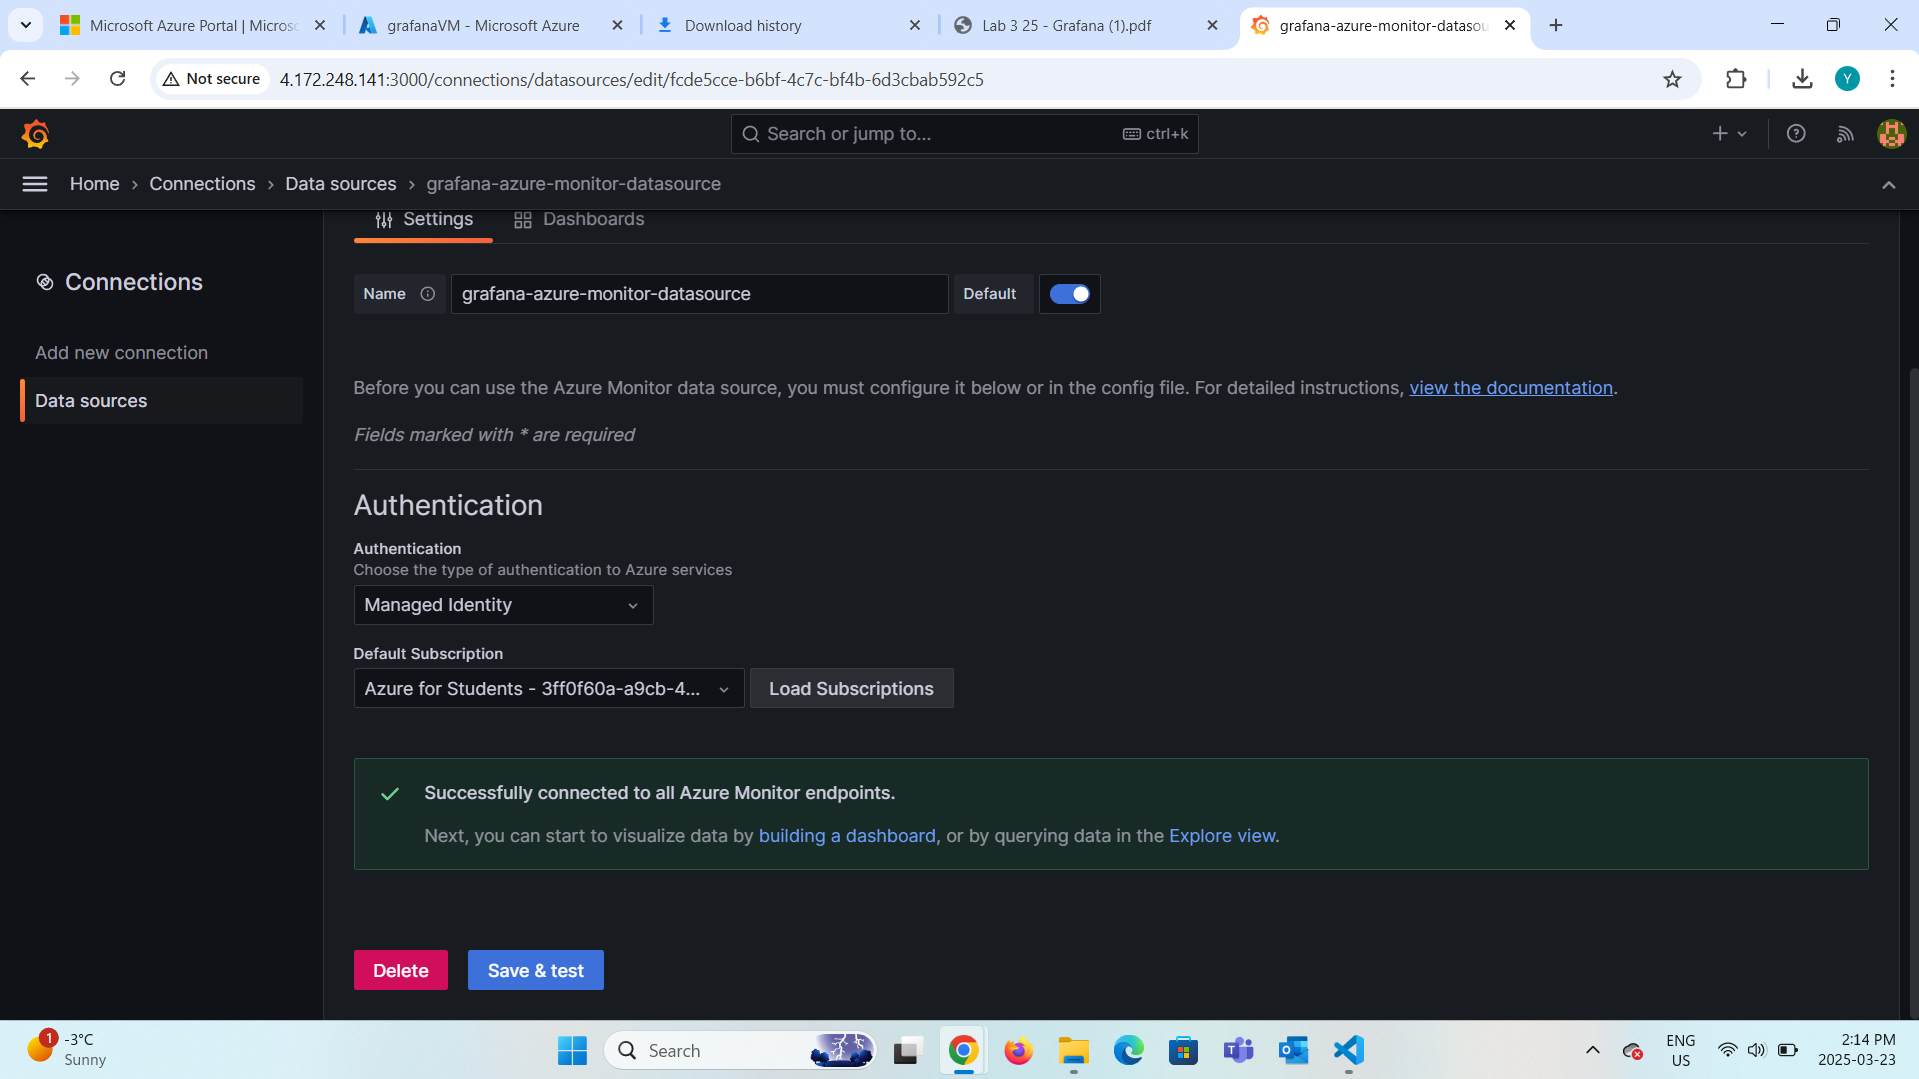 Microsoft Azure Portal | Micros
grafanaVM - Microsoft Azure
Download history
Lab 3 25 - Grafana (1).pdf
grafana-azure-monitor-datasou
Not secure
4.172.248.141:3000/connections/datasources/edit/fcde5cce-b6bf-4c7c-bf4b-6d3cbab592c5
Y
Search or jump to...
ctrl+k
Home › Connections › Data sources › grafana-azure-monitor-datasource
Settings
Dashboards
Connections
Add new connection
Data sources
Name
grafana-azure-monitor-datasource
Default
Before you can use the Azure Monitor data source, you must configure it below or in the config file. For detailed instructions, view the documentation.
Fields marked with * are required
Authentication
Authentication
Choose the type of authentication to Azure services
Managed Identity
Default Subscription
Azure for Students - 3ff0f60a-a9cb-4...
Load Subscriptions
Successfully connected to all Azure Monitor endpoints.
Next, you can start to visualize data by building a dashboard, or by querying data in the Explore view.
Delete
Save & test
1
-3°C
Sunny
Search
ENG
US
2:14 PM
2025-03-23